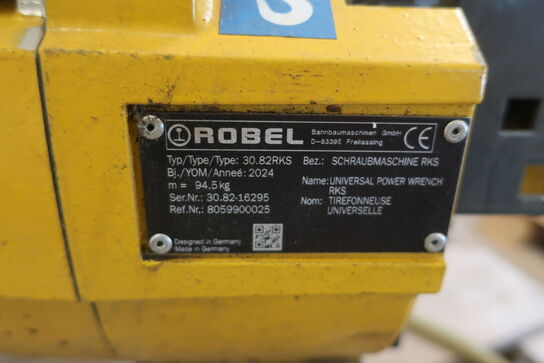 ROBEL
Bahnbaumaschinen GmbH
D-83395 Freilassing
CE
Typ/Type/Type: 30.82RKS
Bj./YOM/Anneé: 2024
m = 94,5kg
Ser.Nr.: 30.82-16295
Ref.Nr.: 8059900025
Bez.: SCHRAUBMASCHINE RKS
Name: UNIVERSAL POWER WRENCH
RKS
Nom: TIREFONNEUSE
UNIVERSELLE
Designed in Germany
Made in Germany